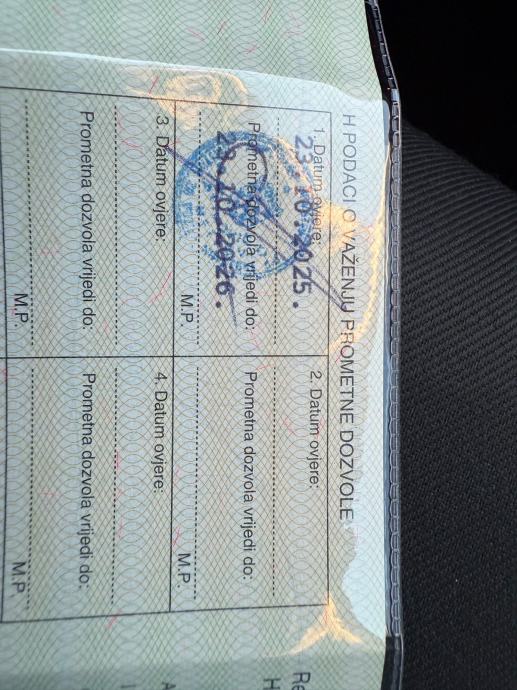 H PODACI O VAŽENJU PROMETNE DOZVOLE
1. Datum ovjere:
23.10.2025.
Prometna dozvola vrijedi do:
23.10.2026.
M.P.
2. Datum ovjere:
Prometna dozvola vrijedi do:
M.P.
3. Datum ovjere:
Prometna dozvola vrijedi do:
M.P.
4. Datum ovjere:
Prometna dozvola vrijedi do:
M.P.